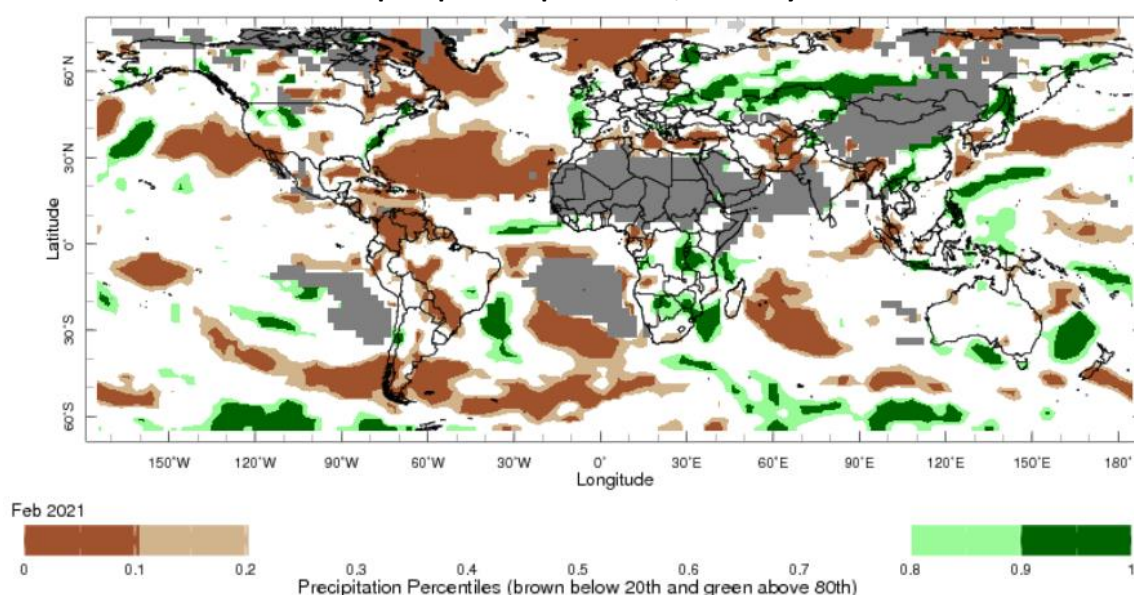 Latitude
60°N
30°N
0°
30°S
60°S
150°W 120°W 90°W 60°W 30°W 0° 30°E 60°E 90°E 120°E 150°E 180°
Longitude
Feb 2021
0 0.1 0.2 0.3 0.4 0.5 0.6 0.7 0.8 0.9 1
Precipitation Percentiles (brown below 20th and green above 80th)